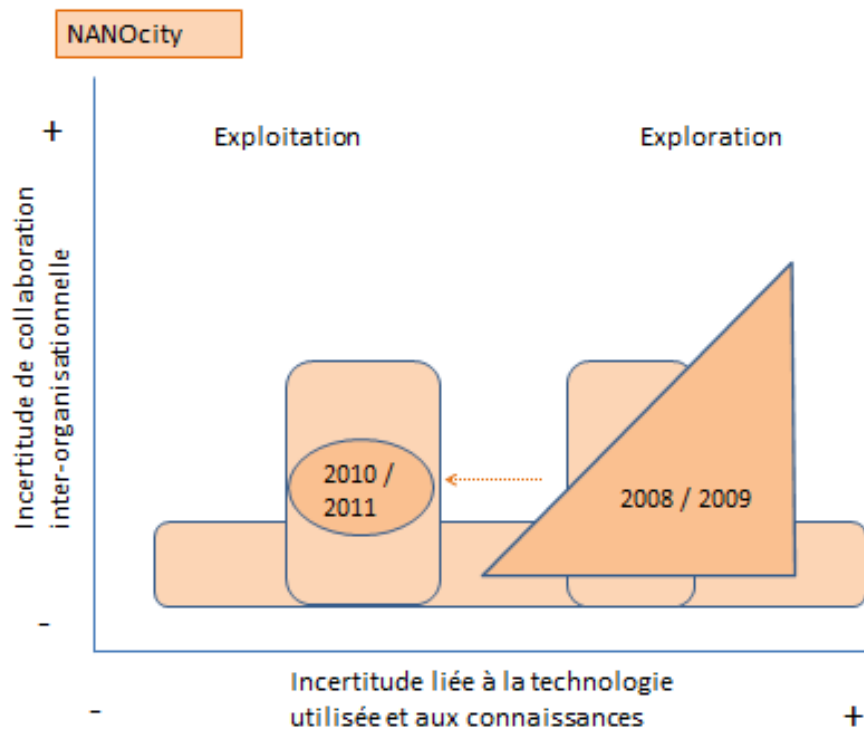 NANOcity
+
Exploitation
Exploration
Incertitude de collaboration
inter-organisationnelle
2010 /
2011
2008 / 2009
-
Incertitude liée à la technologie
utilisée et aux connaissances
-
+